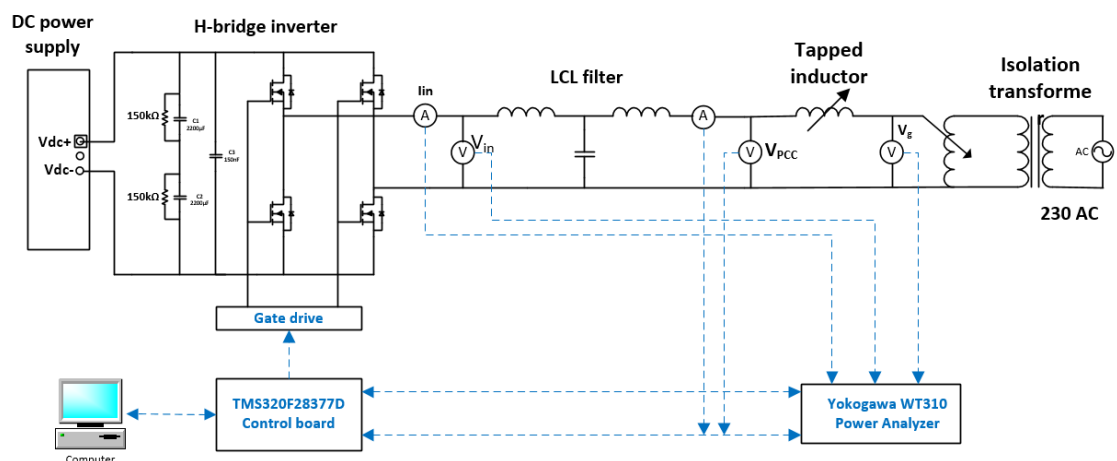 DC power
supply
H-bridge inverter
LCL filter
Tapped
inductor
Isolation
transforme
r
Vdc+
Vdc-
150kΩ
C1
2200µF
150kΩ
C2
2200µF
C3
150nF
Iin
A
V
Vin
A
V
VPCC
V
Vg
AC
230 AC
Gate drive
TMS320F28377D
Control board
Yokogawa WT310
Power Analyzer
Computer